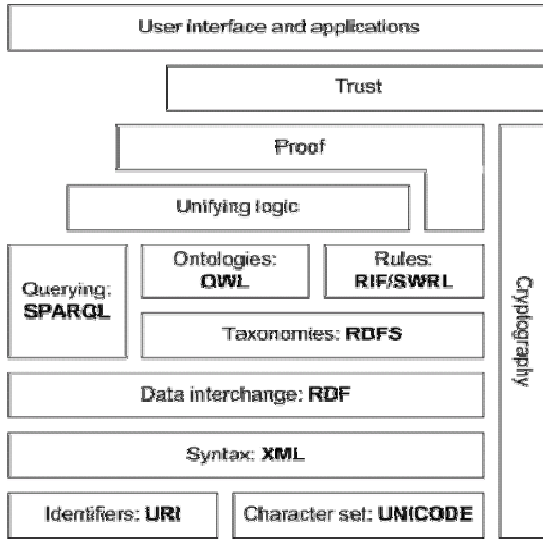 User interface and applications
Trust
Proof
Unifying logic
Querying:
SPARQL
Ontologies:
OWL
Rules:
RIF/SWRL
Taxonomies: RDFS
Cryptography
Data interchange: RDF
Syntax: XML
Identifiers: URI
Character set: UNICODE